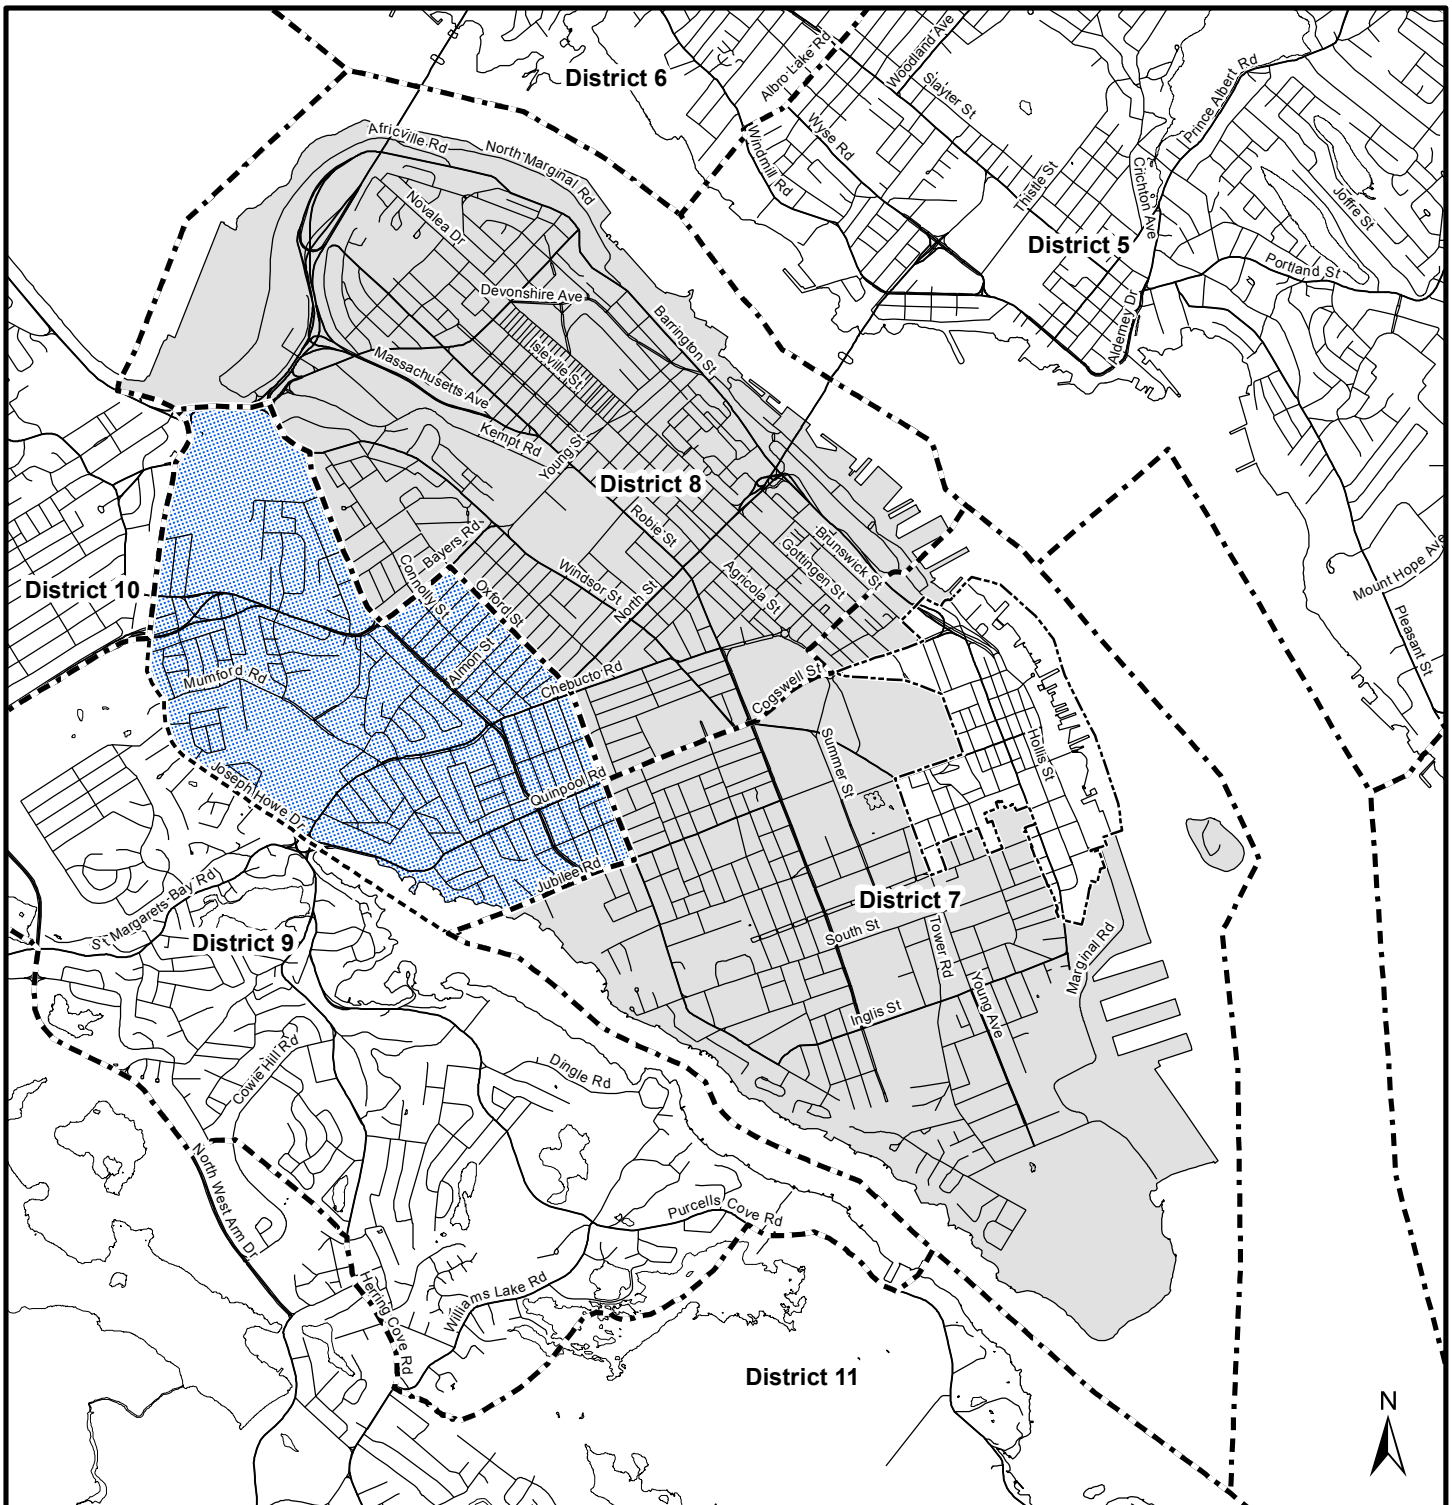 District 6
Albro Lake Rd
Woodland Ave
Slayter St
Prince Albert Rd
Africville Rd
North Marginal Rd
Windmill Rd
Wyse Rd
Thistle St
Crichton Ave
Joffre St
Novalea Dr
District 5
Portland St
Devonshire Ave
Barrington St
Alderney Dr
Isleville St
Massachusetts Ave
Kempt Rd
Young St
District 8
Robie St
Bayers Rd
Connolly St
Oxford St
Windsor St
North St
Agricola St
Gottingen St
Brunswick St
District 10
Mount Hope Ave
Pleasant St
Almon St
Mumford Rd
Chebucto Rd
Cogswell St
Summer St
Hollis St
Quinpool Rd
Joseph Howe Dr
Jubilee Rd
St Margarets Bay Rd
District 7
District 9
South St
Tower Rd
Marginal Rd
Young Ave
Inglis St
Cowie Hill Rd
Dingle Rd
North West Arm Dr
Purcells Cove Rd
Herring Cove Rd
Williams Lake Rd
District 11
N